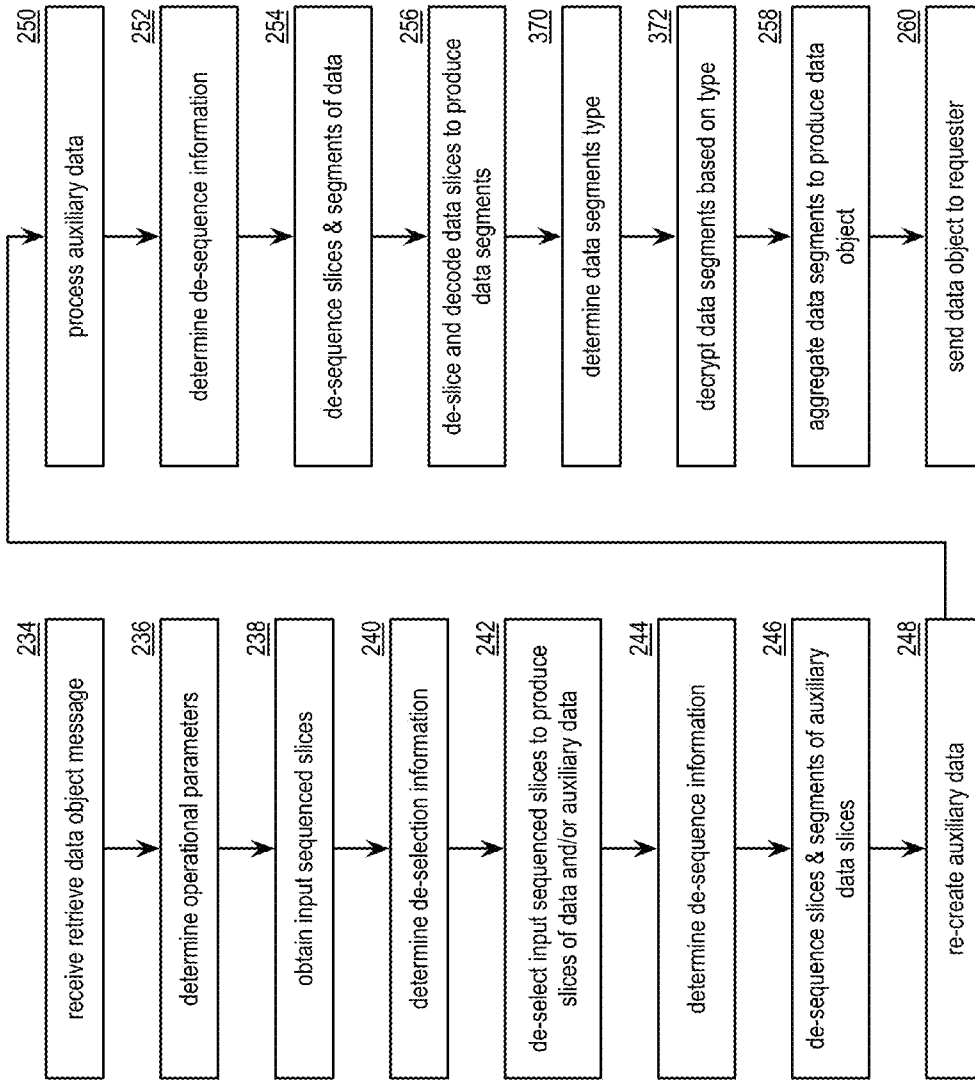 234
receive retrieve data object message
236
determine operational parameters
238
obtain input sequenced slices
240
determine de-selection information
242
de-select input sequenced slices to produce
slices of data and/or auxiliary data
244
determine de-sequence information
246
de-sequence slices & segments of auxiliary
data slices
248
re-create auxiliary data
250
process auxiliary data
252
determine de-sequence information
254
de-sequence slices & segments of data
256
de-slice and decode data slices to produce
data segments
370
determine data segments type
372
decrypt data segments based on type
258
aggregate data segments to produce data
object
260
send data object to requester